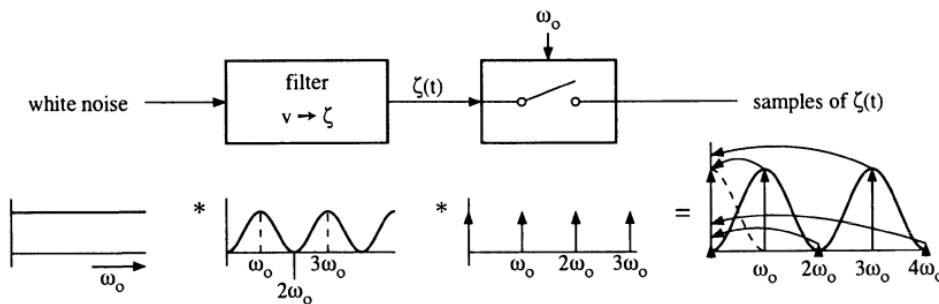 ω₀
filter
ν → ζ
white noise
ζ(t)
samples of ζ(t)
*
*
=
ω₀
ω₀
3ω₀
2ω₀
ω₀
2ω₀
3ω₀
ω₀
2ω₀
3ω₀
4ω₀